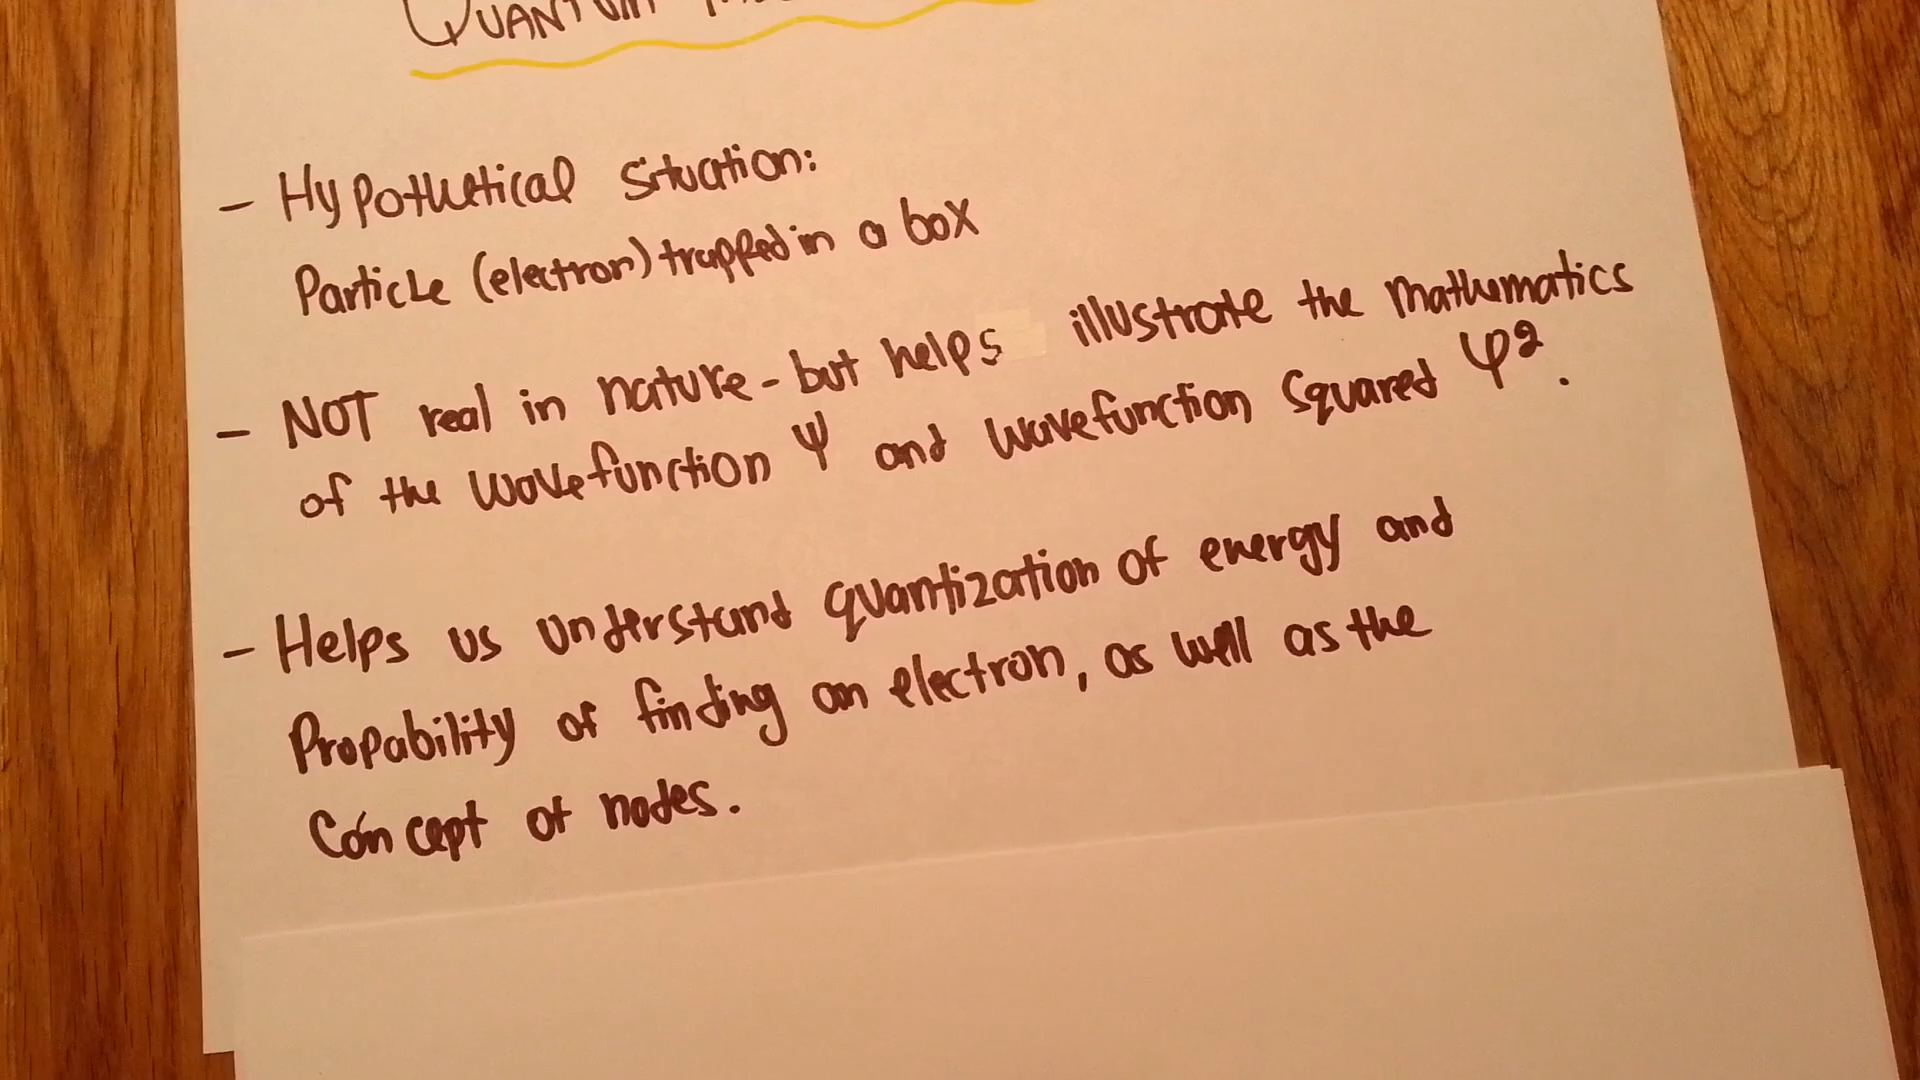 QUANTUM
- Hypothetical situation:
Particle (electron) trapped in a box
- NOT real in nature - but helps illustrate the mathematics
of the wavefunction Ψ and wavefunction squared Ψ².
- Helps us understand quantization of energy and
Propability of finding an electron, as well as the
Concept of nodes.